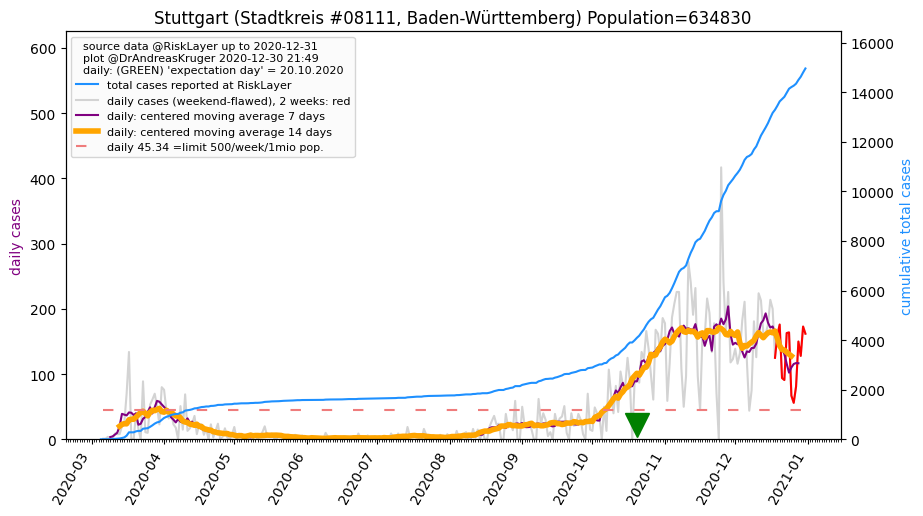 Stuttgart (Stadtkreis #08111, Baden-Württemberg) Population=634830
source data @RiskLayer up to 2020-12-31
plot @DrAndreasKruger 2020-12-30 21:49
daily: (GREEN) 'expectation day' = 20.10.2020
total cases reported at RiskLayer
daily cases (weekend-flawed), 2 weeks: red
daily: centered moving average 7 days
daily: centered moving average 14 days
daily 45.34 =limit 500/week/1mio pop.
daily cases
600
500
400
300
200
100
0
16000
14000
12000
10000
8000
6000
4000
2000
0
cumulative total cases
2020-03
2020-04
2020-05
2020-06
2020-07
2020-08
2020-09
2020-10
2020-11
2020-12
2021-01